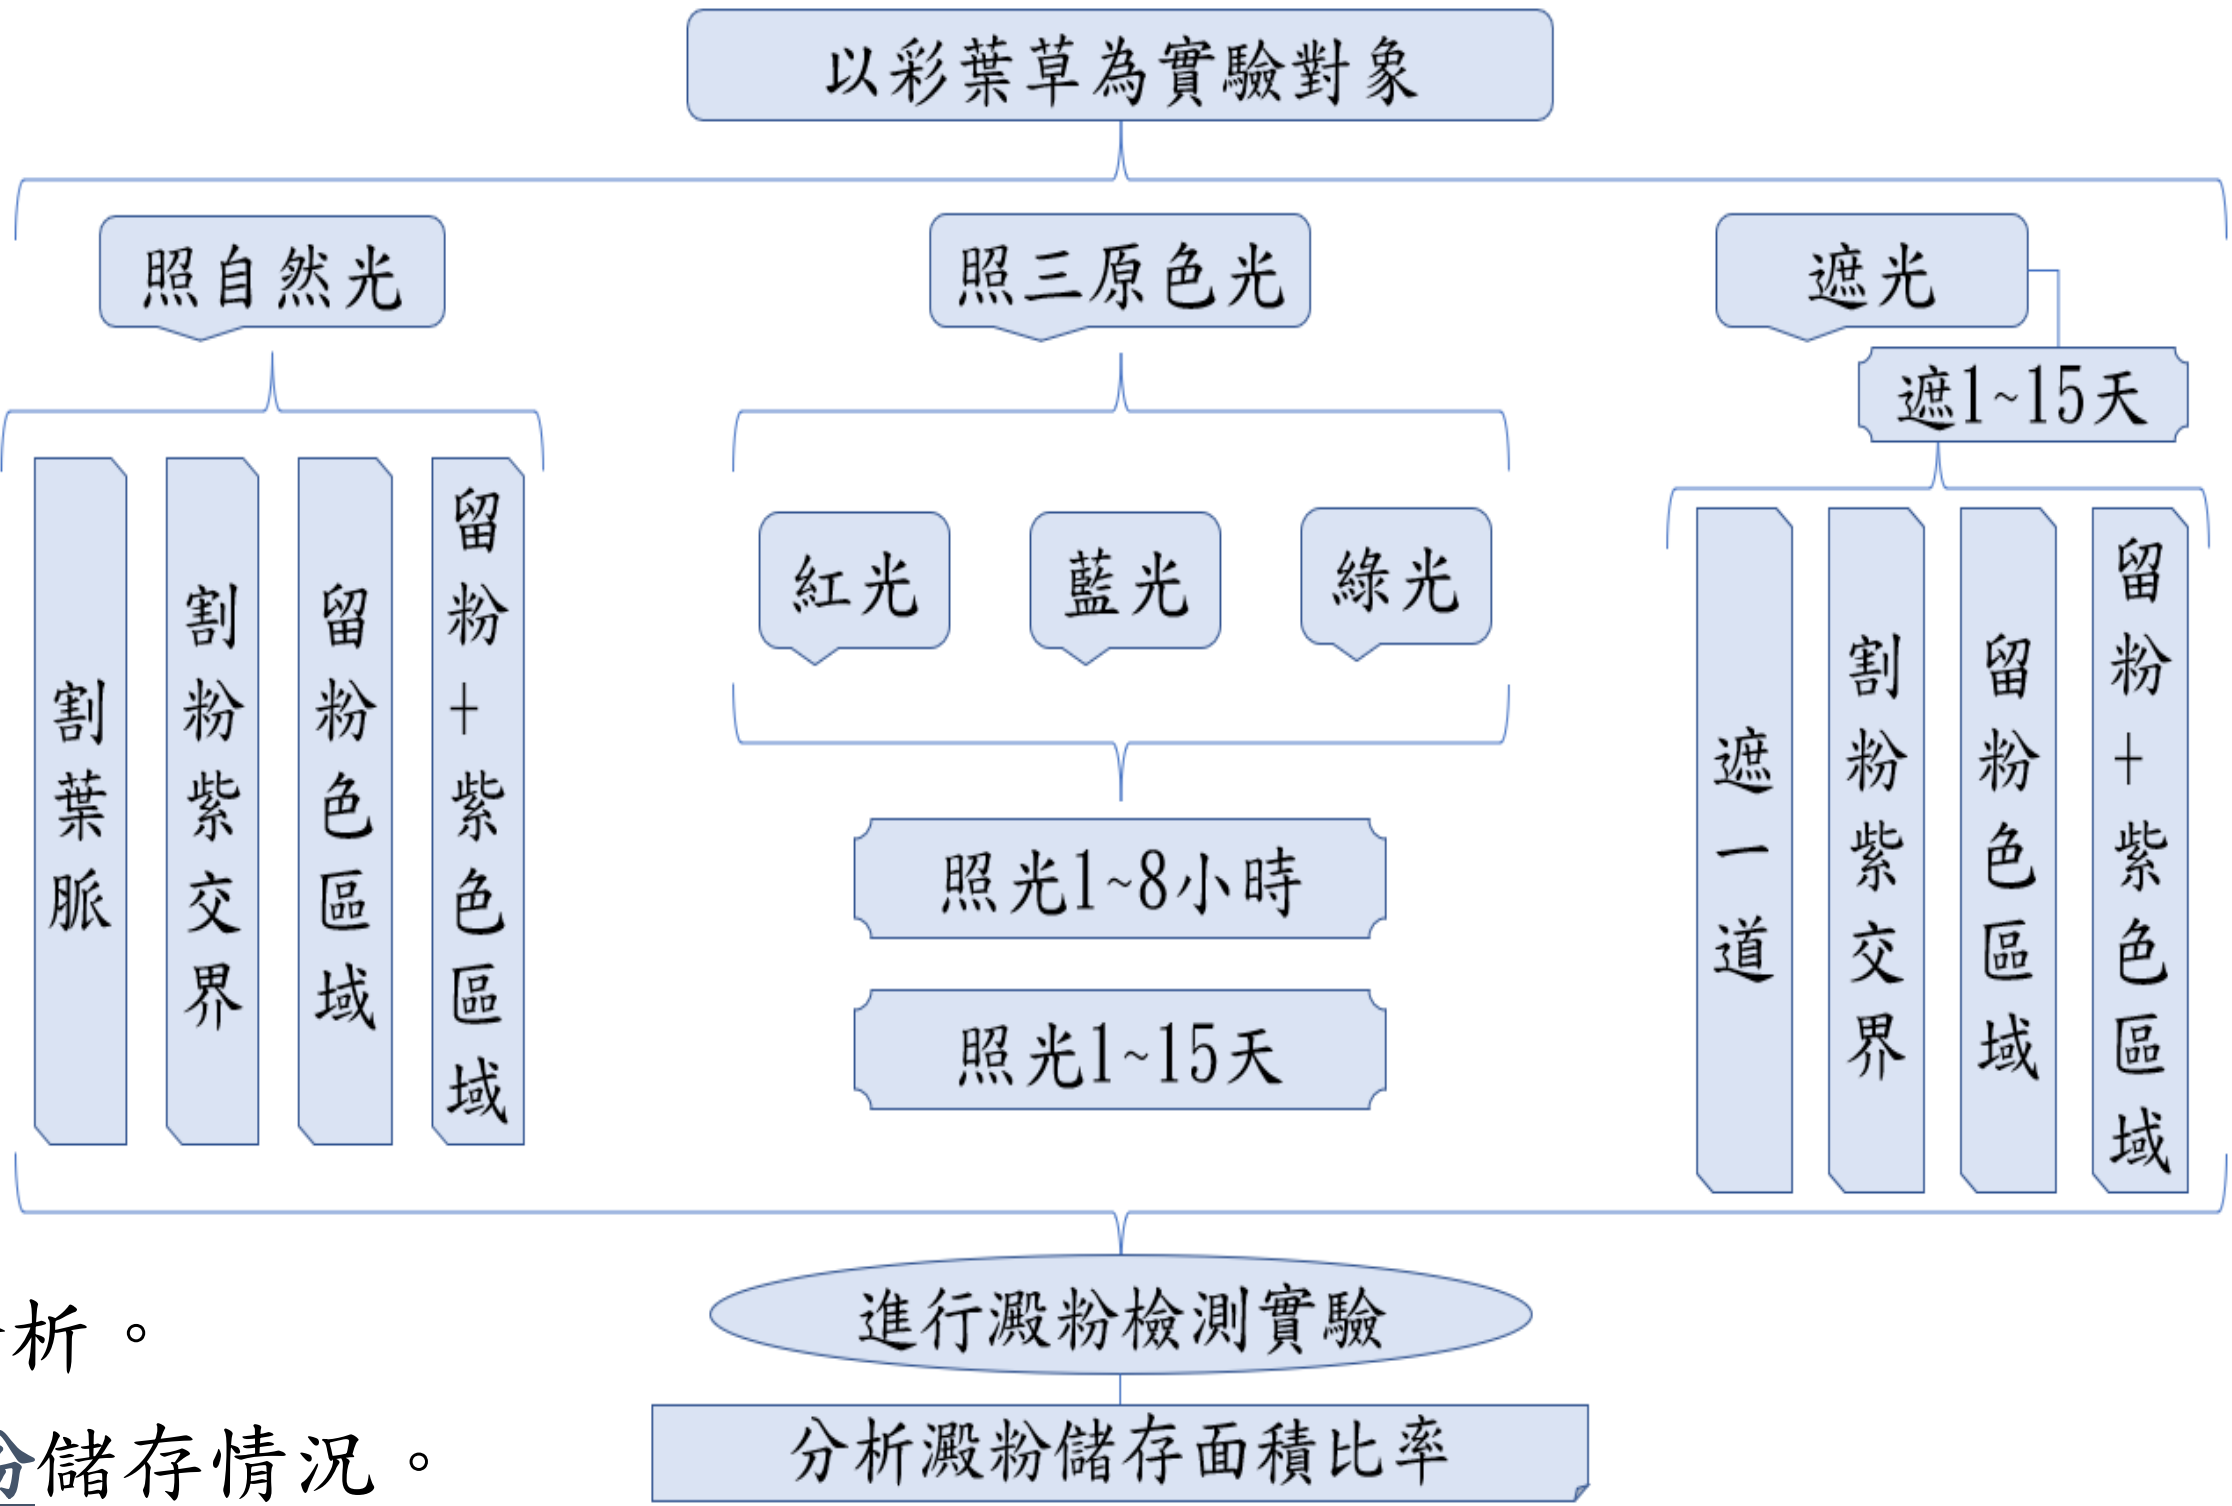 以彩葉草為實驗對象
照自然光
割葉脈
割粉紫交界
留粉色區域
留粉+紫色區域
照三原色光
紅光
藍光
綠光
照光1~8小時
照光1~15天
遮光
遮1~15天
遮一道
割粉紫交界
留粉色區域
留粉+紫色區域
進行澱粉檢測實驗
分析澱粉儲存面積比率
析。
儲存情況。